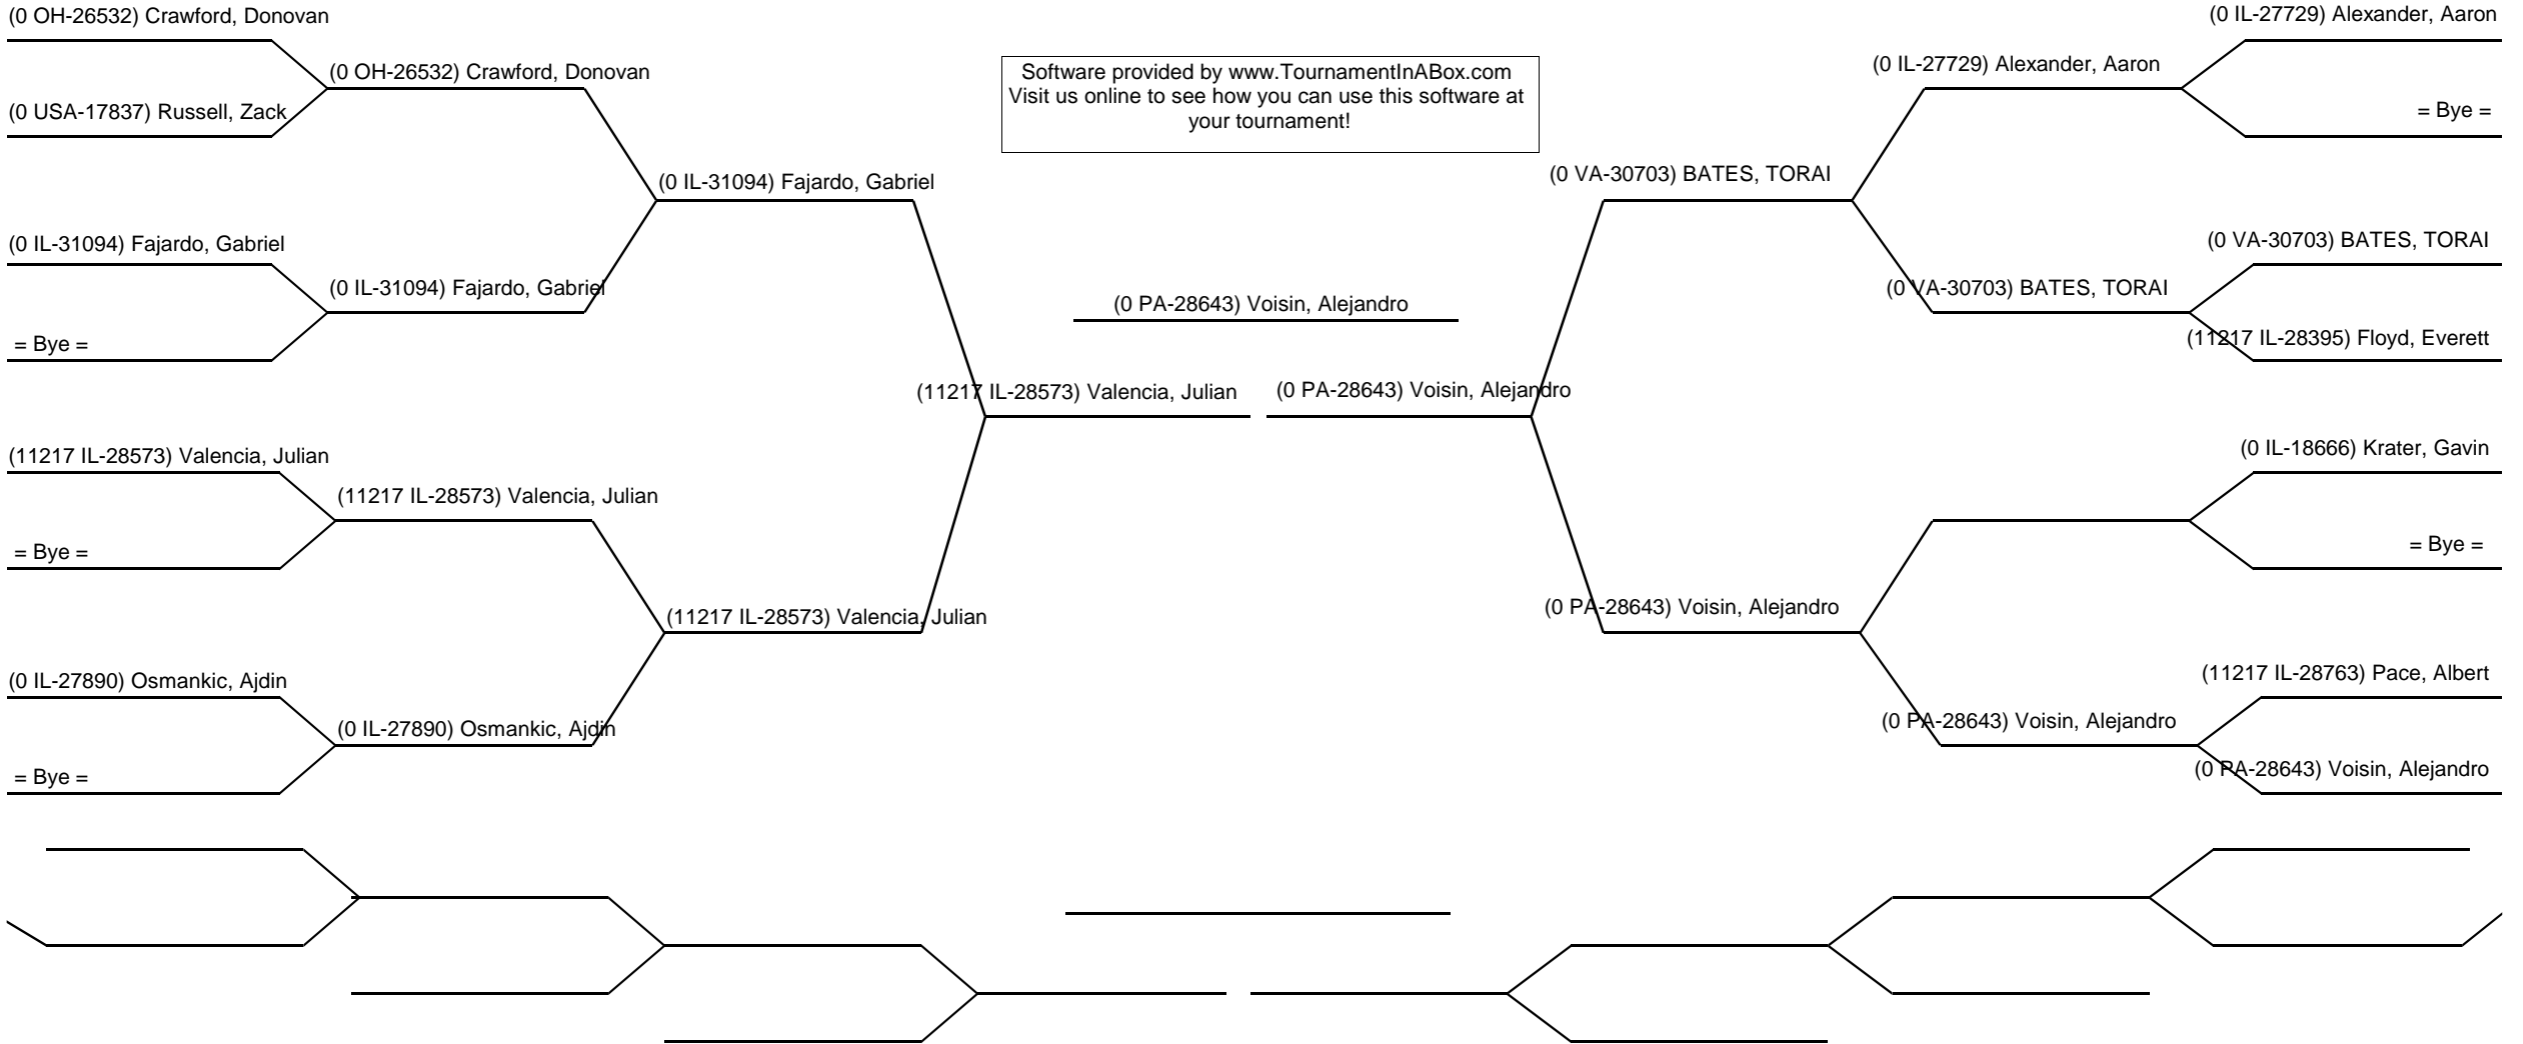 (0 OH-26532) Crawford, Donovan
(0 USA-17837) Russell, Zack
(0 IL-31094) Fajardo, Gabriel
= Bye =
(11217 IL-28573) Valencia, Julian
= Bye =
(0 IL-27890) Osmankic, Ajdin
= Bye =
(0 OH-26532) Crawford, Donovan
(0 IL-31094) Fajardo, Gabriel
(11217 IL-28573) Valencia, Julian
(0 IL-27890) Osmankic, Ajdin
(0 IL-31094) Fajardo, Gabriel
(11217 IL-28573) Valencia, Julian
(11217 IL-28573) Valencia, Julian
Software provided by www.TournamentInABox.com
Visit us online to see how you can use this software at
your tournament!
(0 PA-28643) Voisin, Alejandro
(0 PA-28643) Voisin, Alejandro
(0 VA-30703) BATES, TORAI
(0 PA-28643) Voisin, Alejandro
(0 IL-27729) Alexander, Aaron
(0 VA-30703) BATES, TORAI
(0 PA-28643) Voisin, Alejandro
(0 IL-27729) Alexander, Aaron
= Bye =
(0 VA-30703) BATES, TORAI
(11217 IL-28395) Floyd, Everett
(0 IL-18666) Krater, Gavin
= Bye =
(11217 IL-28763) Pace, Albert
(0 PA-28643) Voisin, Alejandro